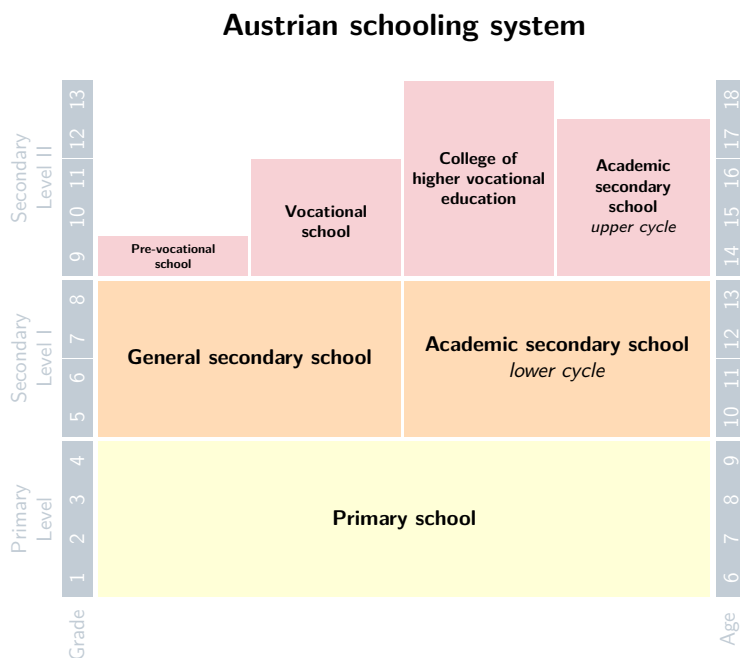 Austrian schooling system
Secondary
Level II
13
12
11
10
9
Pre-vocational
school
Vocational
school
College of
higher vocational
education
Academic
secondary
school
upper cycle
18
17
16
15
14
Secondary
Level I
8
7
6
5
General secondary school
Academic secondary school
lower cycle
13
12
11
10
Primary
Level
4
3
2
1
Primary school
9
8
7
6
Grade
Age